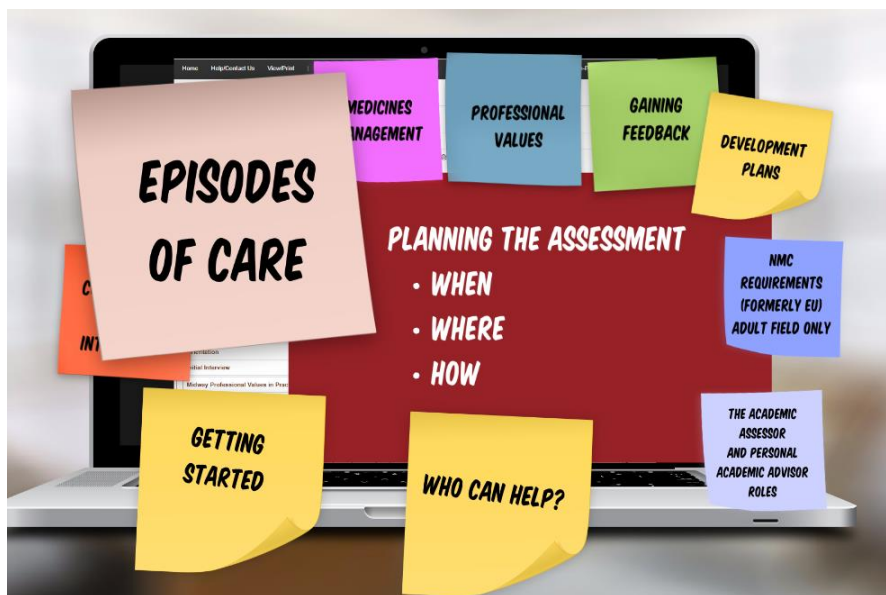 Home Help/Contact Us View/Print
EPISODES
OF CARE
MEDICINES
PROFESSIONAL
VALUES
GAINING
FEEDBACK
DEVELOPMENT
PLANS
PLANNING THE ASSESSMENT
• WHEN
• WHERE
• HOW
NMC
REQUIREMENTS
(FORMERLY EU)
ADULT FIELD ONLY
Initial Interview
Midway Professional Values in
GETTING
STARTED
WHO CAN HELP?
THE ACADEMIC
ASSESSOR
AND PERSONAL
ACADEMIC ADVISOR
ROLES